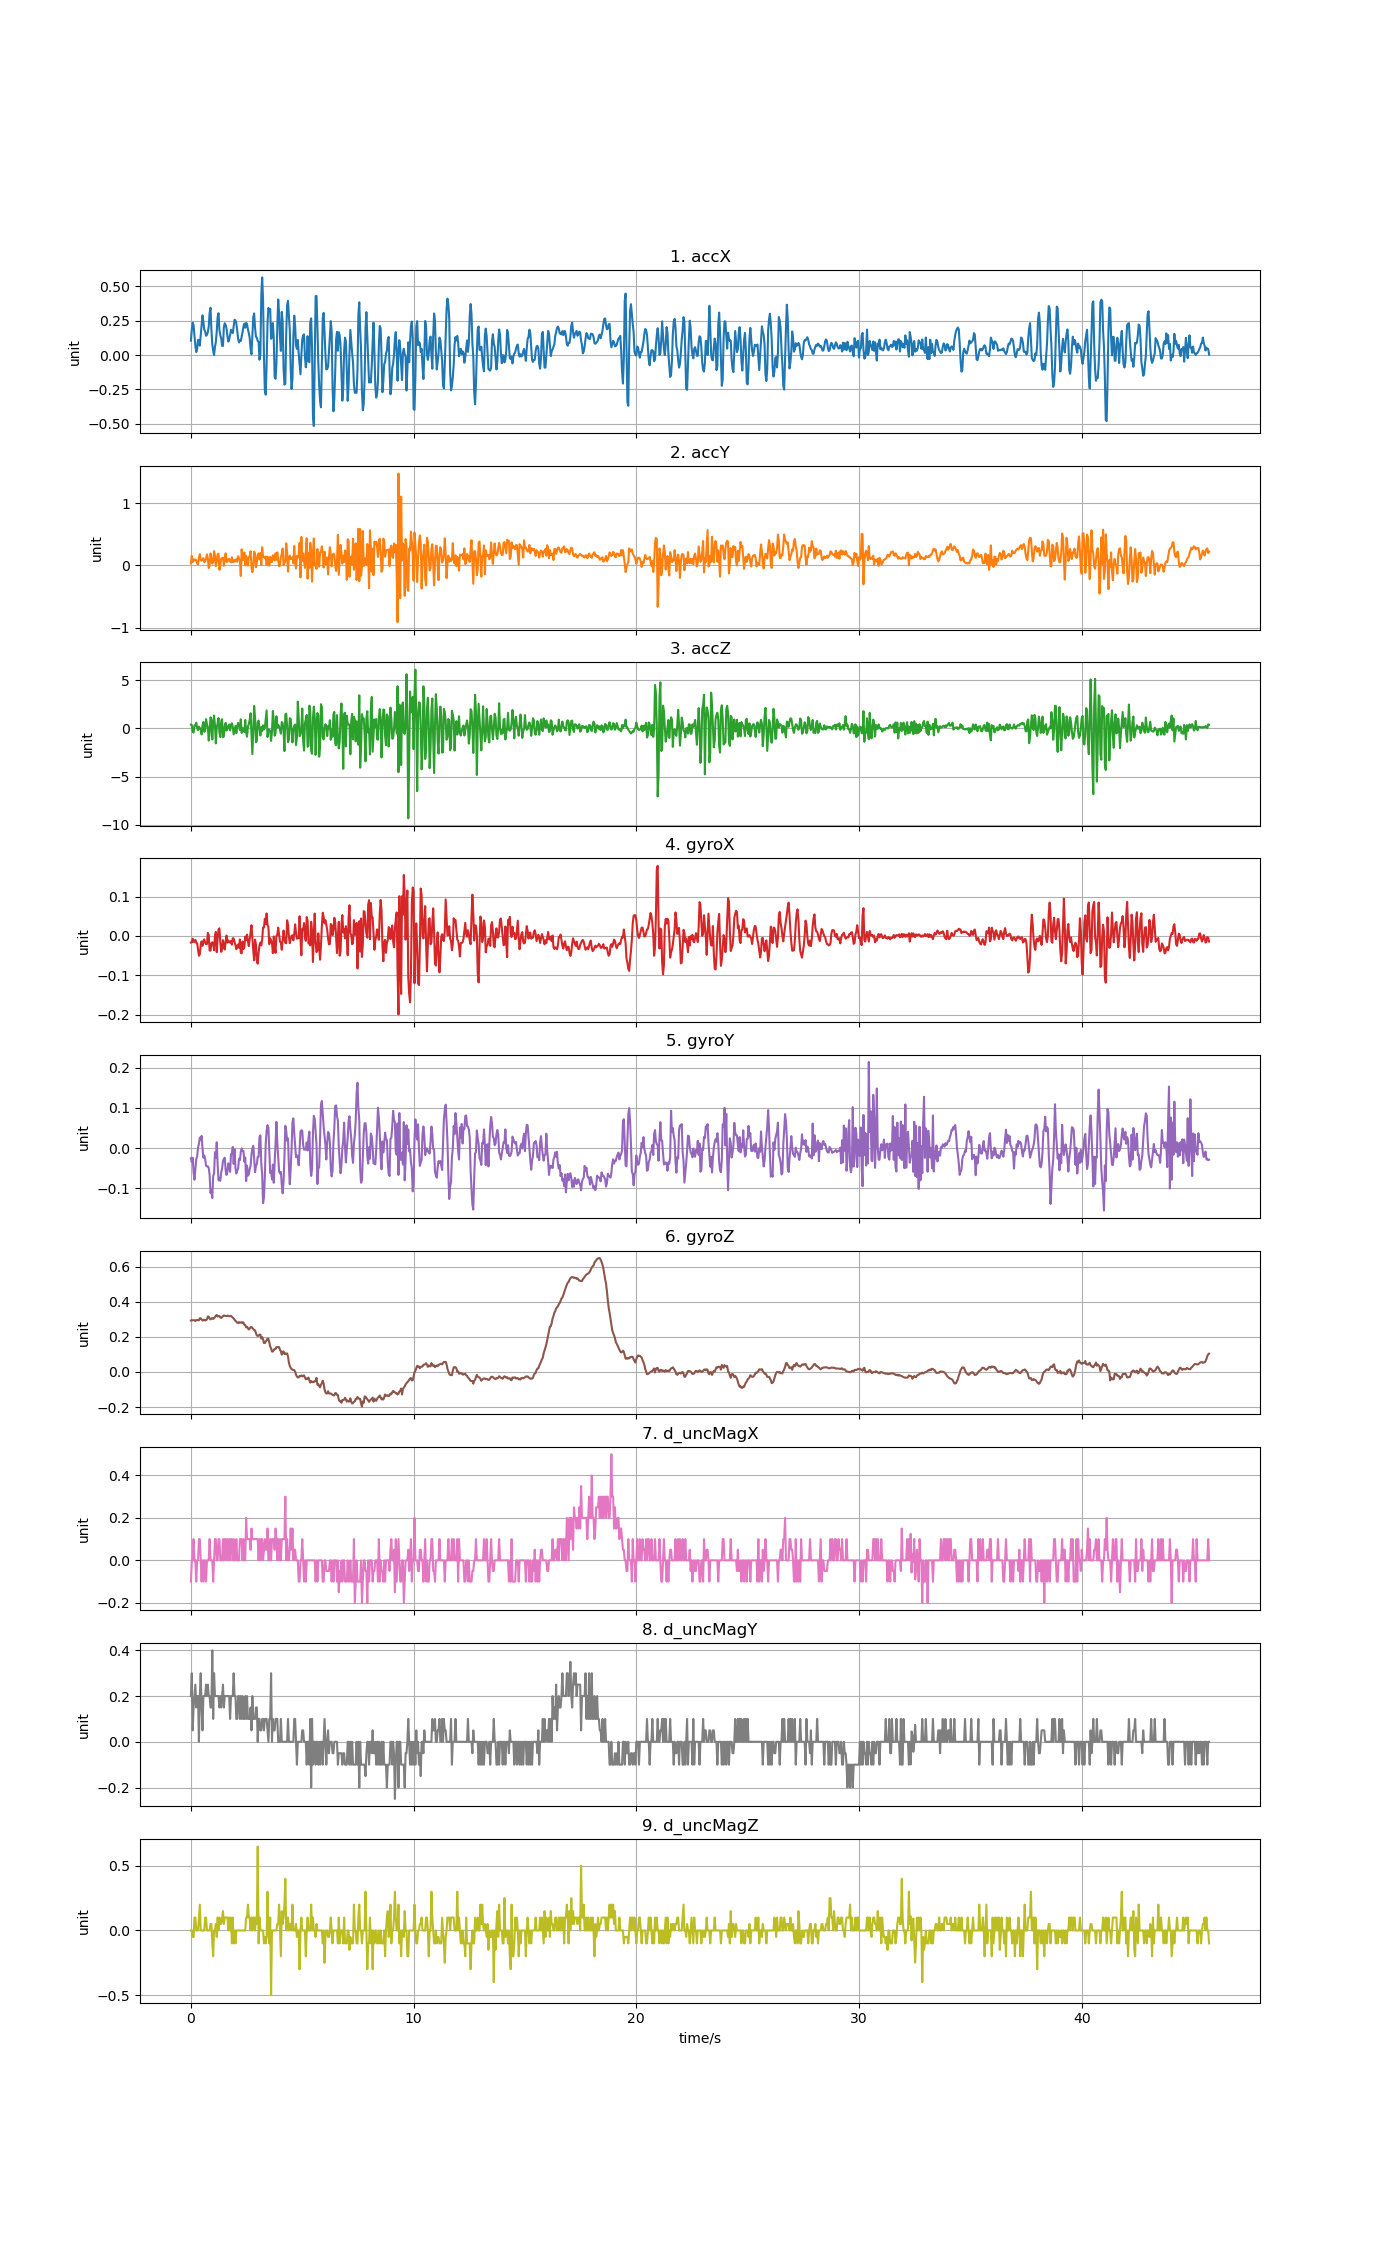 1. accX
0.50
0.25
0.00
−0.25
−0.50
unit
2. accY
1
0
−1
unit
3. accZ
5
0
−5
−10
unit
4. gyroX
0.1
0.0
−0.1
−0.2
unit
5. gyroY
0.2
0.1
0.0
−0.1
unit
6. gyroZ
0.6
0.4
0.2
0.0
−0.2
unit
7. d_uncMagX
0.4
0.2
0.0
−0.2
unit
8. d_uncMagY
0.4
0.2
0.0
−0.2
unit
9. d_uncMagZ
0.5
0.0
−0.5
unit
0 10 20 30 40
time/s